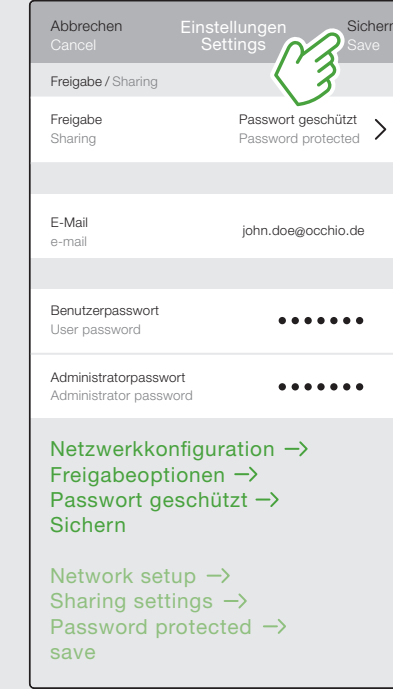 Abbrechen Einstellungen Sichern
Cancel Settings Save
Freigabe / Sharing
Freigabe Passwort geschützt
Sharing Password protected
E-Mail john.doe@occhio.de
e-mail
Benutzerpasswort •••••••
User password
Administratorpasswort •••••••
Administrator password
Netzwerkkonfiguration →
Freigabeoptionen →
Passwort geschützt →
Sichern
Network setup →
Sharing settings →
Password protected →
save